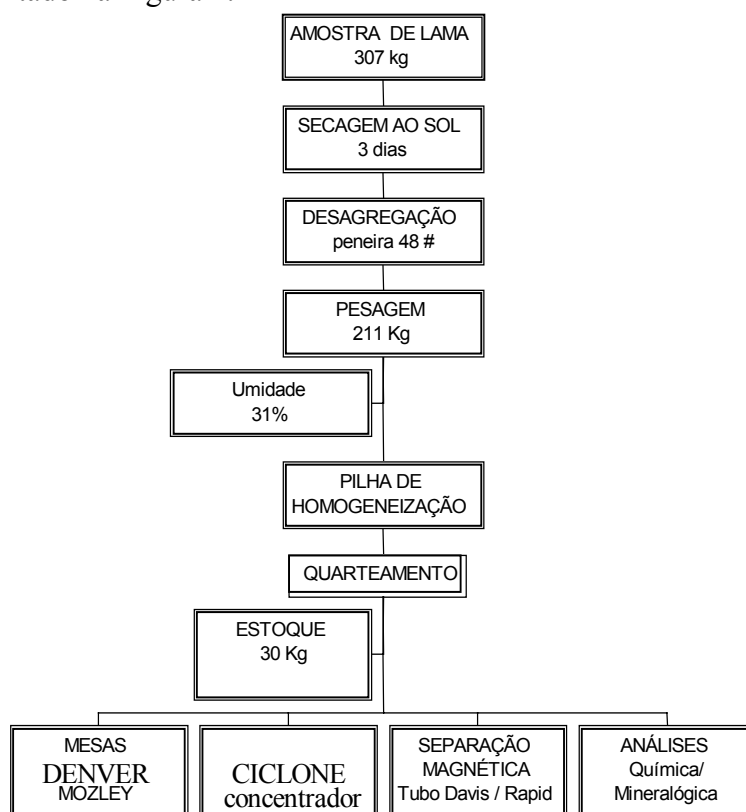 AMOSTRA DE LAMA
307 kg
SECAGEM AO SOL
3 dias
DESAGREGAÇÃO
peneira 48 #
PESAGEM
211 Kg
Umidade
31%
PILHA DE
HOMOGENEIZAÇÃO
QUARTEAMENTO
ESTOQUE
30 Kg
MESAS
DENVER
MOZLEY
CICLONE
concentrador
SEPARAÇÃO
MAGNÉTICA
Tubo Davis / Rapid
ANÁLISES
Química/
Mineralógica